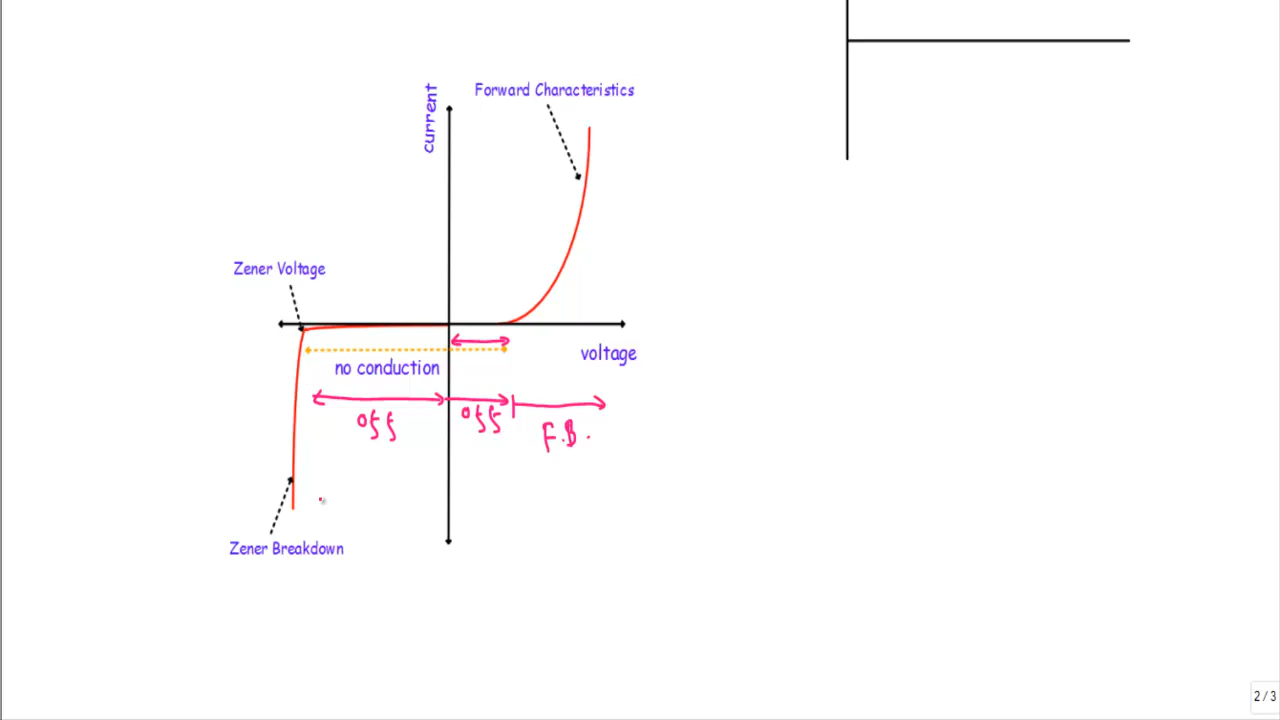 Forward Characteristics
current
Zener Voltage
voltage
no conduction
off
off
F.B.
Zener Breakdown
2 / 3